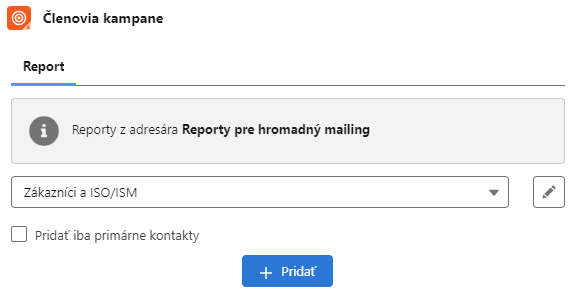 Členovia kampane
Report
Reporty z adresára Reporty pre hromadný mailing
Zákazníci a ISO/ISM
Pridať iba primárne kontakty
Pridať